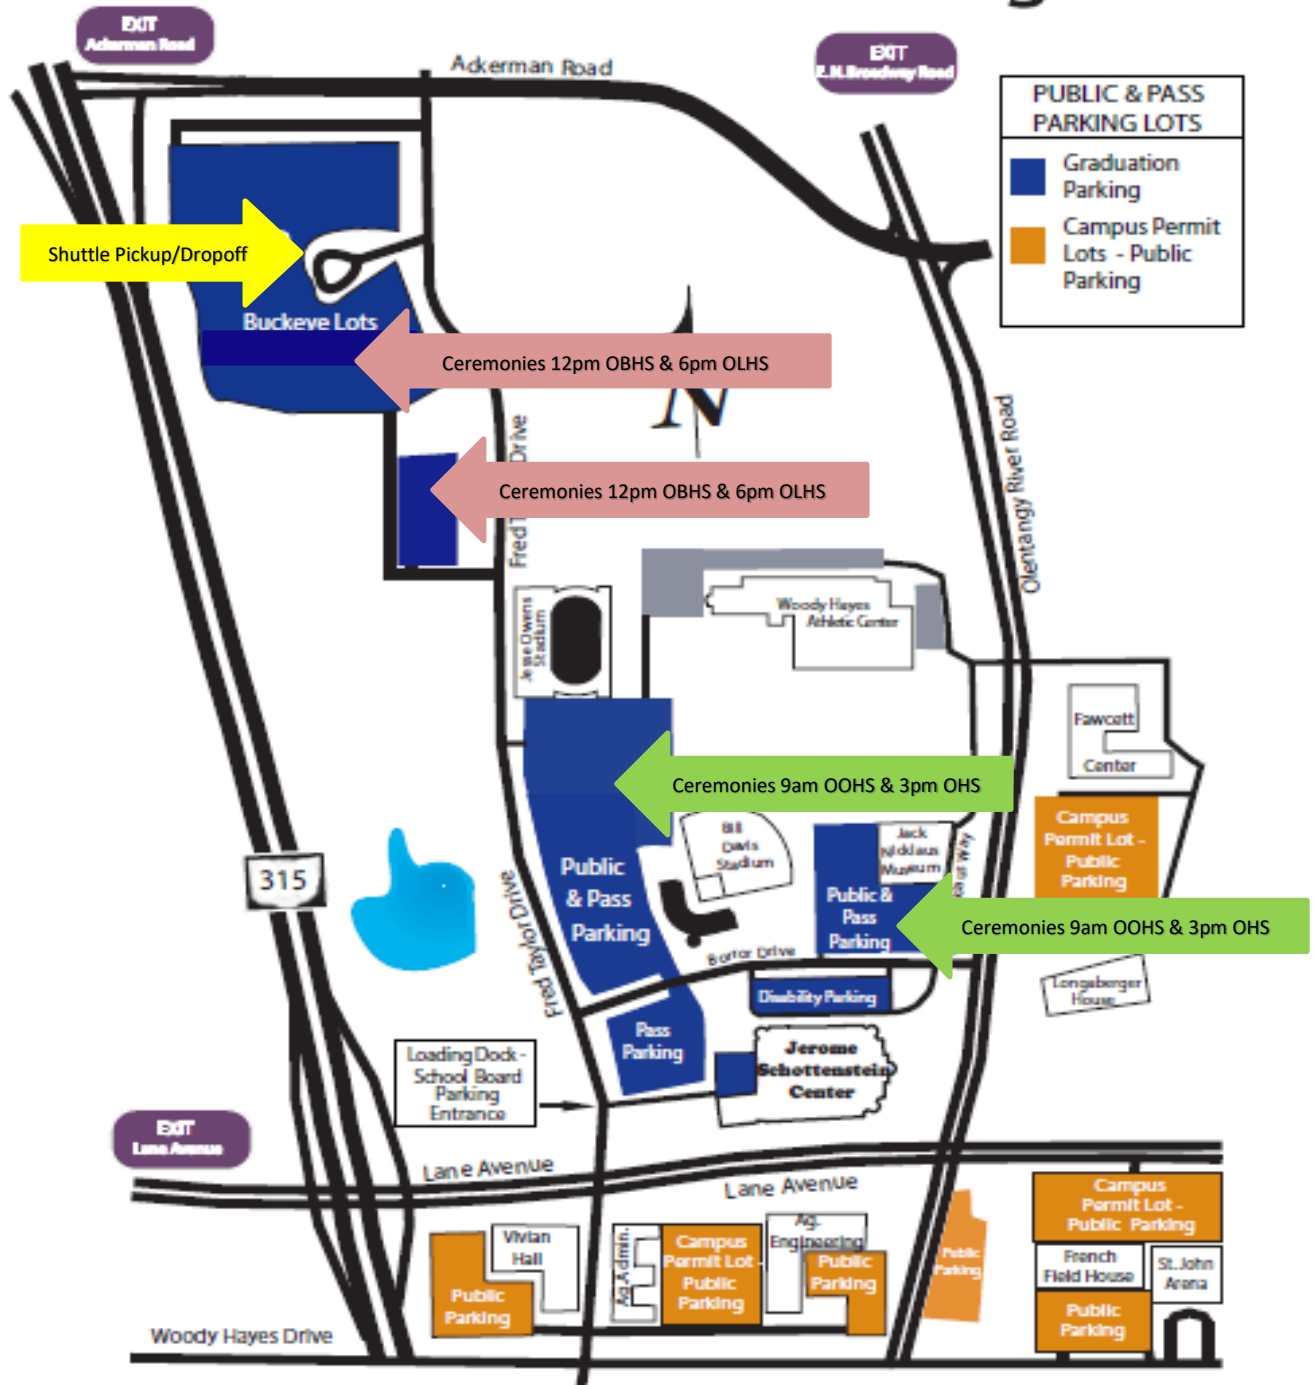 EXIT
Ackerman Road
Ackerman Road
EXIT
E. N. Broadway Road
PUBLIC & PASS
PARKING LOTS
Graduation
Parking
Campus Permit
Lots - Public
Parking
Shuttle Pickup/Dropoff
Buckeye Lots
Ceremonies 12pm OBHS & 6pm OLHS
N
Drive
Fred T
Ceremonies 12pm OBHS & 6pm OLHS
Olentangy River Road
Jesse Owens
Stadium
Woody Hayes
Athletic Center
Fawcett
Center
Ceremonies 9am OOHS & 3pm OHS
Bill
Davis
Stadium
Jack
Nicklaus
Museum
Way
Campus
Permit Lot -
Public
Parking
315
Public
& Pass
Parking
Public &
Pass
Parking
Ceremonies 9am OOHS & 3pm OHS
Fred Taylor Drive
Borror Drive
Disability Parking
Longaberger
House
Pass
Parking
Jerome
Schottenstein
Center
Loading Dock -
School Board
Parking
Entrance
EXIT
Lane Avenue
Lane Avenue
Lane Avenue
Campus
Permit Lot -
Public Parking
Vivian
Hall
Ag. Admin.
Campus
Permit Lot -
Public
Parking
Ag.
Engineering
Public
Parking
Public
Parking
French
Field House
St. John
Arena
Public
Parking
Public
Parking
Woody Hayes Drive